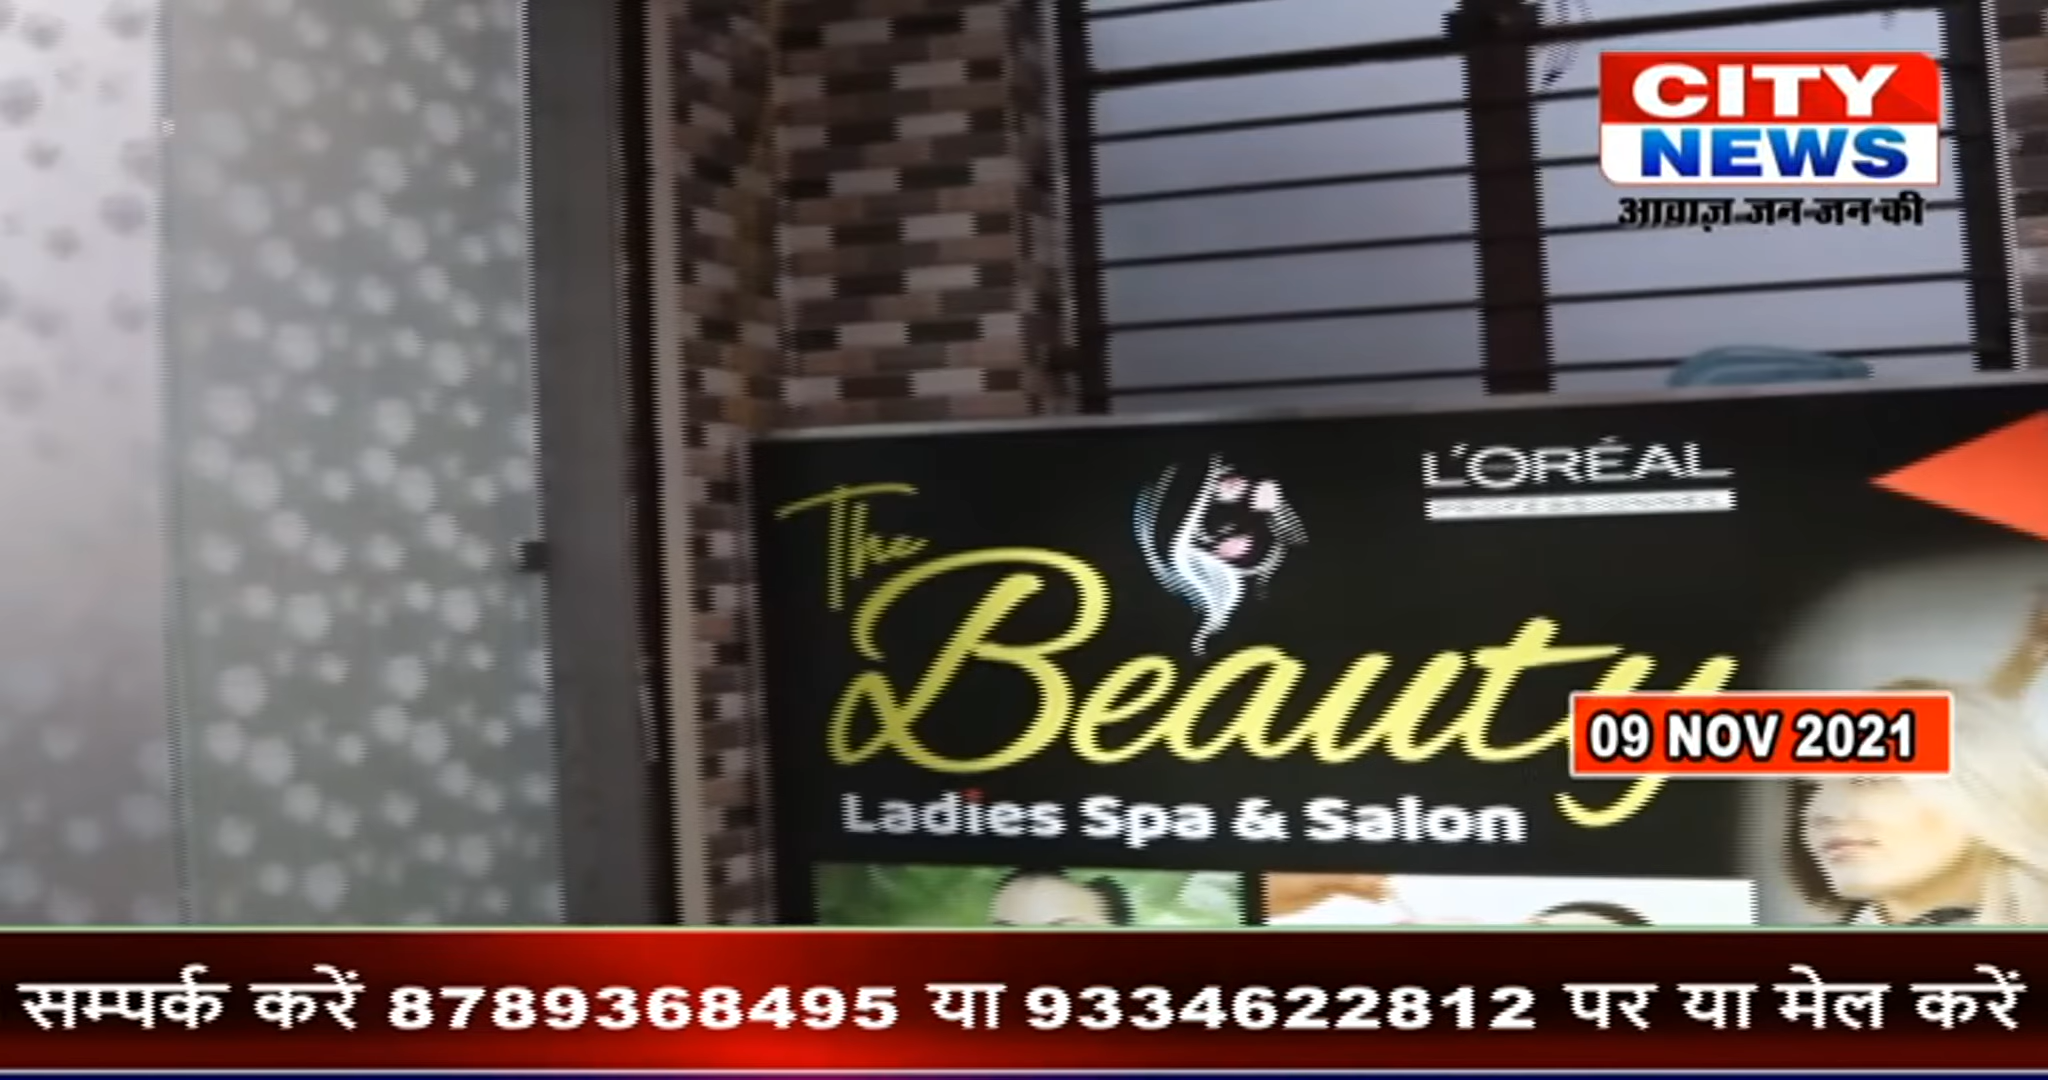 CITY
NEWS
आवाज़ जन-जन की
L'ORÉAL
The
Beauty
09 NOV 2021
Ladies Spa & Salon
सम्पर्क करें 8789368495 या 9334622812 पर या मेल करें